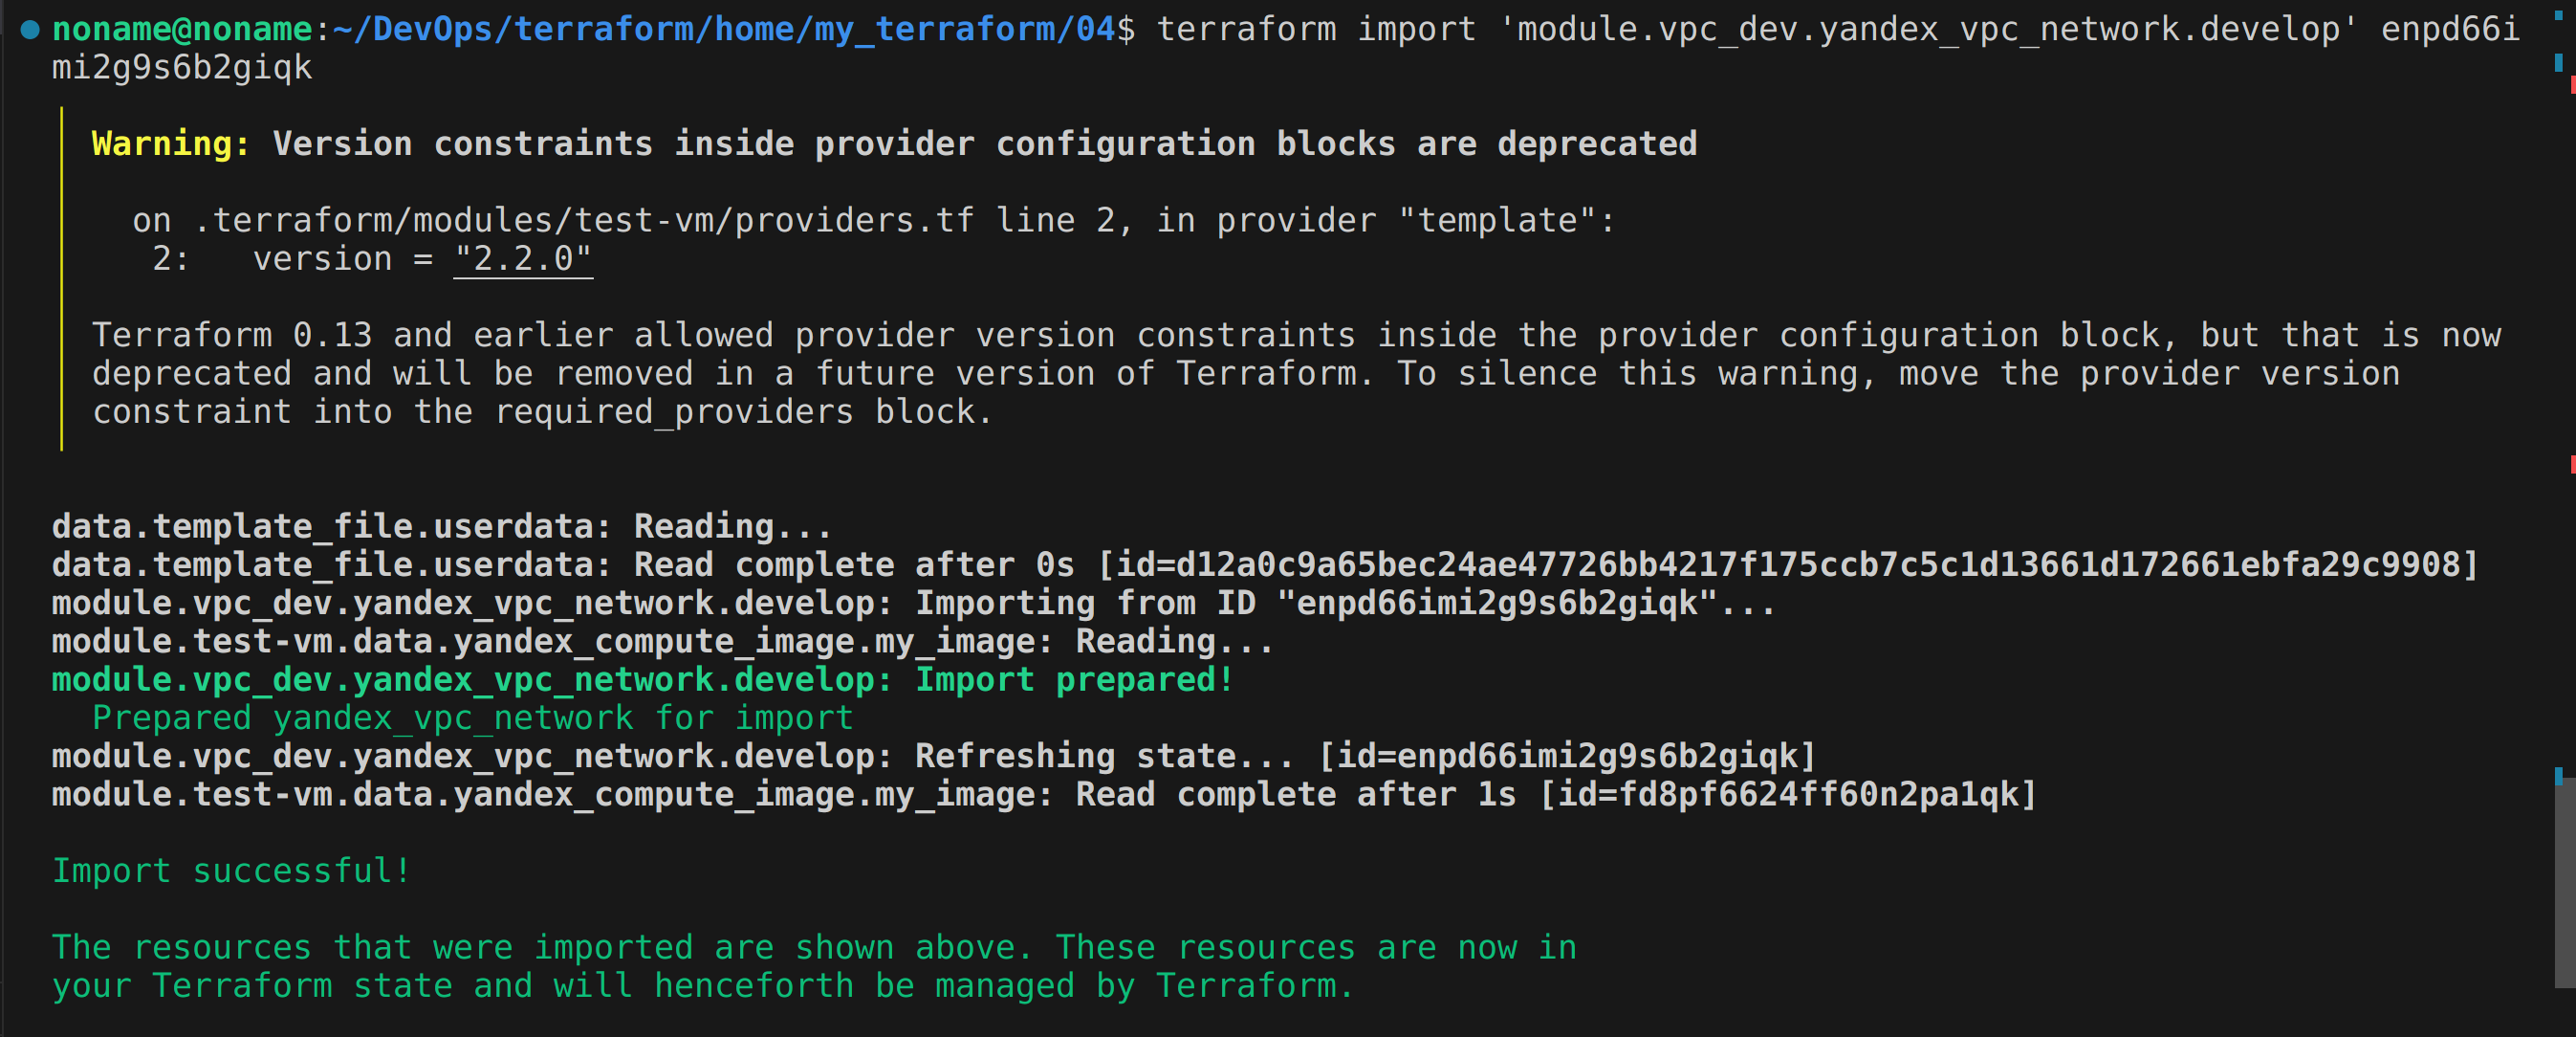 noname@noname:~/DevOps/terraform/home/my_terraform/04$ terraform import 'module.vpc_dev.yandex_vpc_network.develop' enpd66i
mi2g9s6b2giqk
Warning: Version constraints inside provider configuration blocks are deprecated
on .terraform/modules/test-vm/providers.tf line 2, in provider "template":
2:   version = "2.2.0"
Terraform 0.13 and earlier allowed provider version constraints inside the provider configuration block, but that is now
deprecated and will be removed in a future version of Terraform. To silence this warning, move the provider version
constraint into the required_providers block.
data.template_file.userdata: Reading...
data.template_file.userdata: Read complete after 0s [id=d12a0c9a65bec24ae47726bb4217f175ccb7c5c1d13661d172661ebfa29c9908]
module.vpc_dev.yandex_vpc_network.develop: Importing from ID "enpd66imi2g9s6b2giqk"...
module.test-vm.data.yandex_compute_image.my_image: Reading...
module.vpc_dev.yandex_vpc_network.develop: Import prepared!
Prepared yandex_vpc_network for import
module.vpc_dev.yandex_vpc_network.develop: Refreshing state... [id=enpd66imi2g9s6b2giqk]
module.test-vm.data.yandex_compute_image.my_image: Read complete after 1s [id=fd8pf6624ff60n2pa1qk]
Import successful!
The resources that were imported are shown above. These resources are now in
your Terraform state and will henceforth be managed by Terraform.